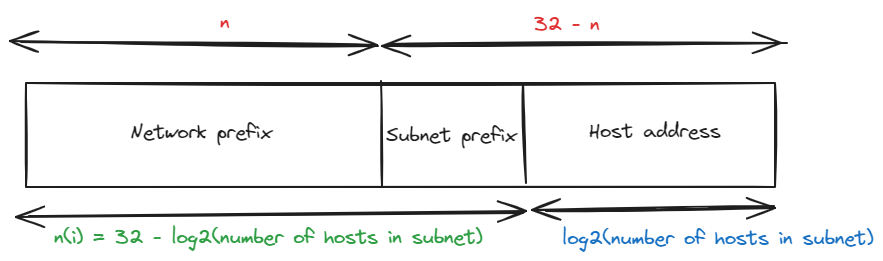 n
32 - n
Network prefix
Subnet prefix
Host address
n(i) = 32 - log2(number of hosts in subnet)
log2(number of hosts in subnet)